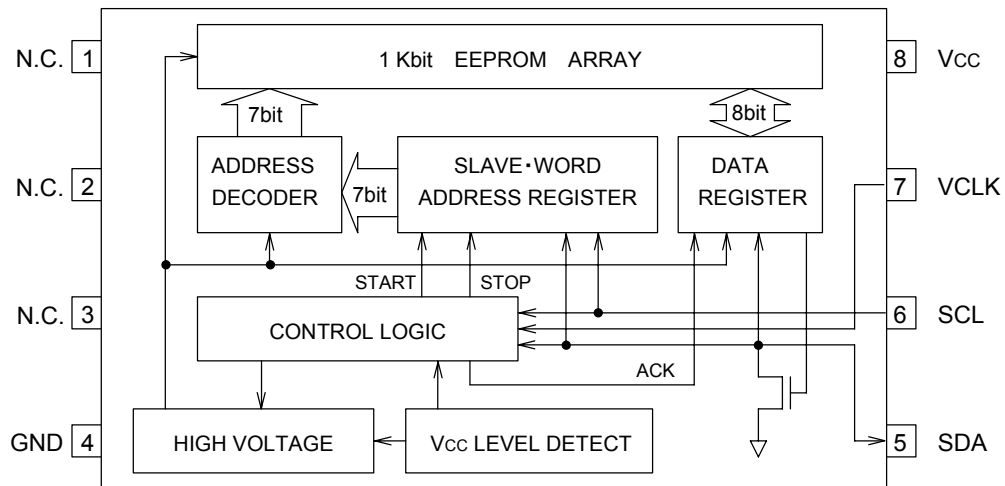 N.C. 1
1 Kbit EEPROM ARRAY
8 VCC
7bit
8bit
N.C. 2
ADDRESS
DECODER
7bit
SLAVE・WORD
ADDRESS REGISTER
DATA
REGISTER
7 VCLK
START
STOP
N.C. 3
CONTROL LOGIC
6 SCL
ACK
GND 4
HIGH VOLTAGE
VCC LEVEL DETECT
5 SDA